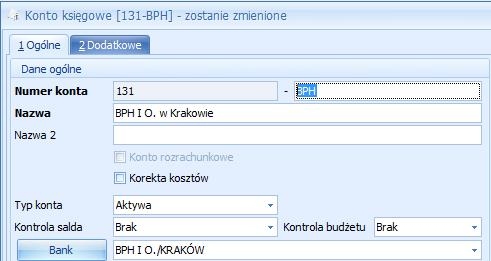 Konto księgowe [131-BPH] - zostanie zmienione
1 Ogólne 2 Dodatkowe
Dane ogólne
Numer konta 131 - BPH
Nazwa BPH I O. w Krakowie
Nazwa 2
Konto rozrachunkowe
Korekta kosztów
Typ konta Aktywa
Kontrola salda Brak Kontrola budżetu Brak
Bank BPH I O./KRAKÓW